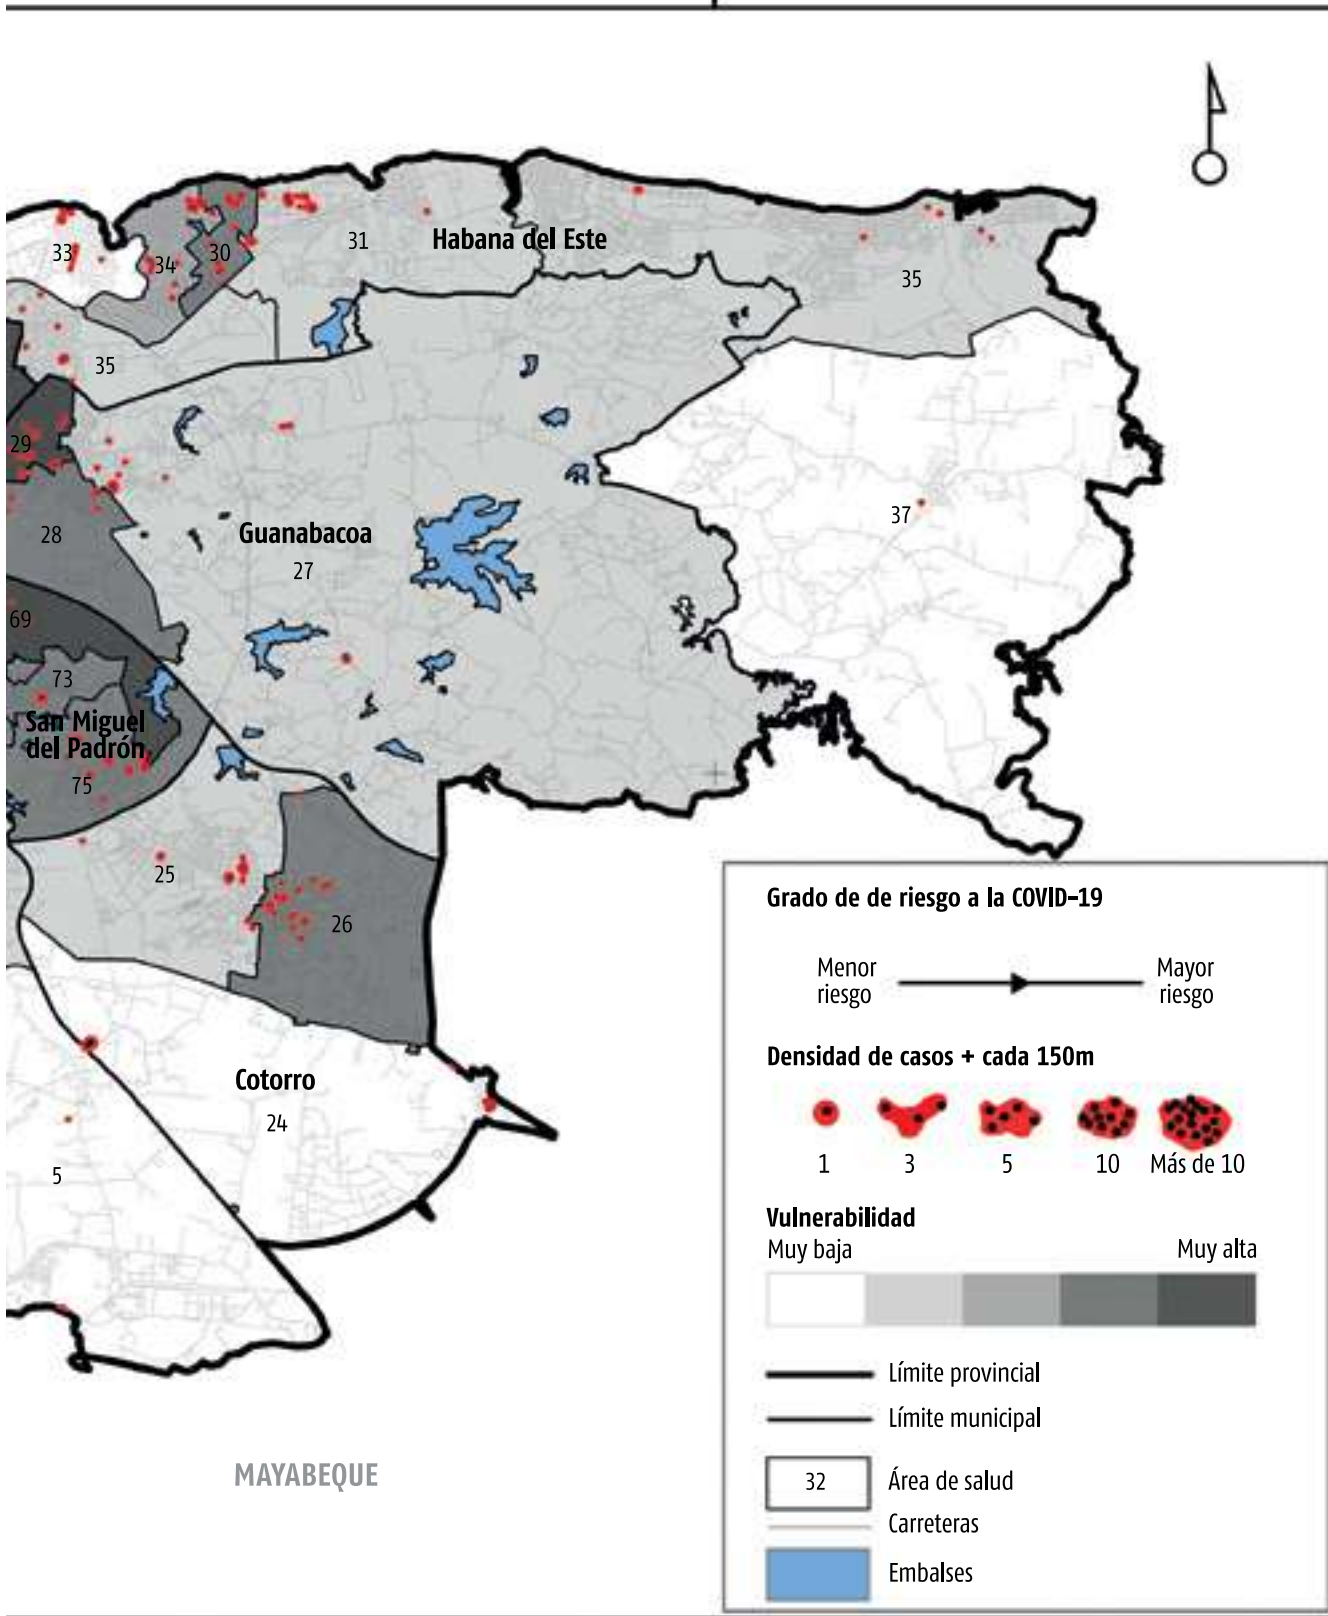 33
34
30
31
Habana del Este
35
35
29
28
Guanabacoa
27
37
69
73
San Miguel
del Padrón
75
25
26
Cotorro
24
5
MAYABEQUE
Grado de de riesgo a la COVID-19
Menor
riesgo
Mayor
riesgo
Densidad de casos + cada 150m
1
3
5
10
Más de 10
Vulnerabilidad
Muy baja
Muy alta
Límite provincial
Límite municipal
32
Área de salud
Carreteras
Embalses